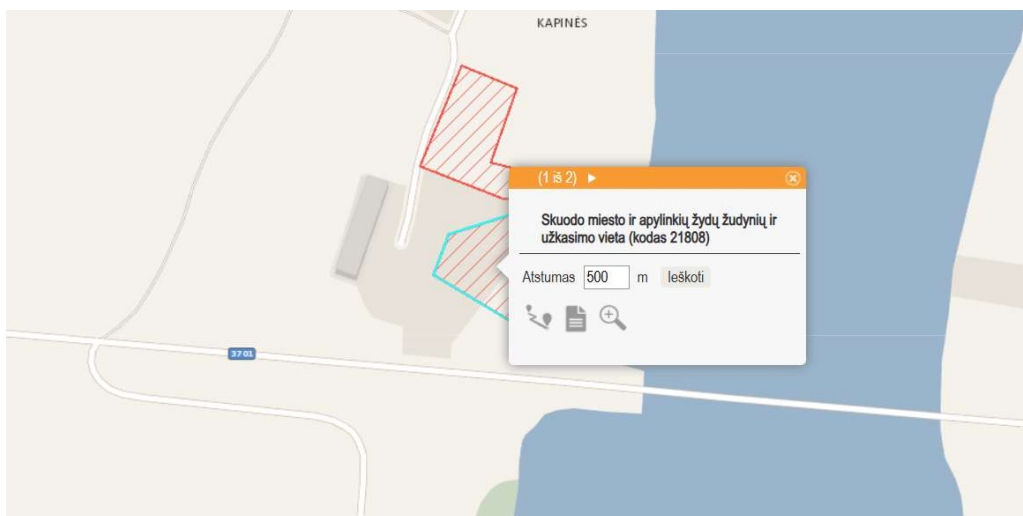 KAPINĖS
(1 iš 2)
Skuodo miesto ir apylinkių žydų žudynių ir
užkasimo vieta (kodas 21808)
Atstumas 500 m Ieškoti
3701